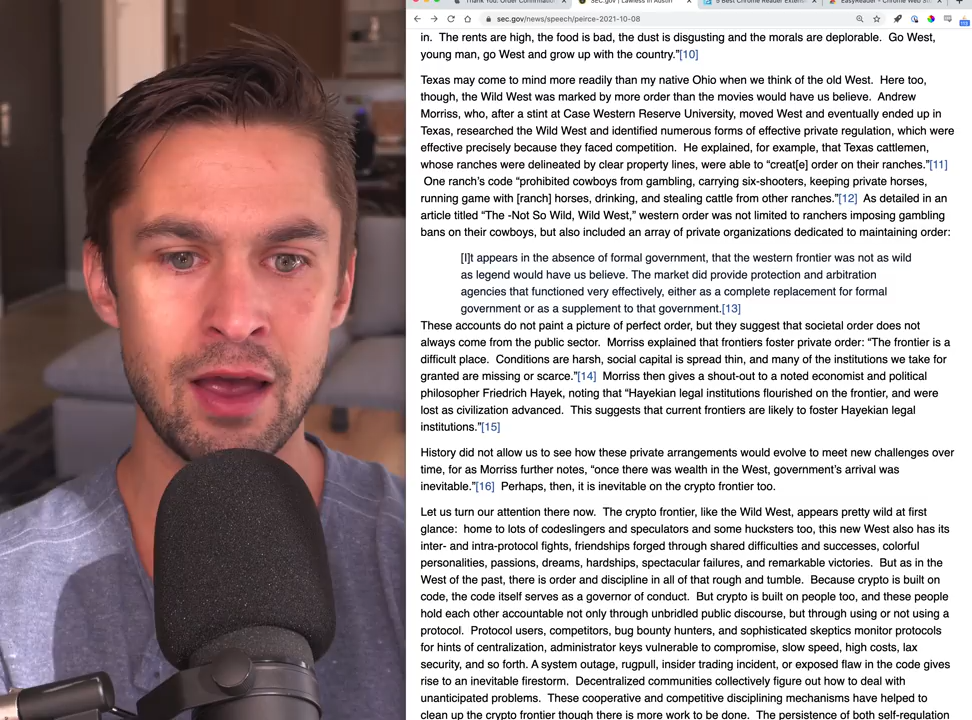 Thank You: Order Confirmation
SEC.gov | Lawless in Austin
5 Best Chrome Reader Exten
EasyReader - Chrome Web St
sec.gov/news/speech/peirce-2021-10-08
in. The rents are high, the food is bad, the dust is disgusting and the morals are deplorable. Go West,
young man, go West and grow up with the country.”[10]
Texas may come to mind more readily than my native Ohio when we think of the old West. Here too,
though, the Wild West was marked by more order than the movies would have us believe. Andrew
Morriss, who, after a stint at Case Western Reserve University, moved West and eventually ended up in
Texas, researched the Wild West and identified numerous forms of effective private regulation, which were
effective precisely because they faced competition. He explained, for example, that Texas cattlemen,
whose ranches were delineated by clear property lines, were able to “creat[e] order on their ranches.”[11]
One ranch’s code “prohibited cowboys from gambling, carrying six-shooters, keeping private horses,
running game with [ranch] horses, drinking, and stealing cattle from other ranches.”[12] As detailed in an
article titled “The -Not So Wild, Wild West,” western order was not limited to ranchers imposing gambling
bans on their cowboys, but also included an array of private organizations dedicated to maintaining order:
[I]t appears in the absence of formal government, that the western frontier was not as wild
as legend would have us believe. The market did provide protection and arbitration
agencies that functioned very effectively, either as a complete replacement for formal
government or as a supplement to that government.[13]
These accounts do not paint a picture of perfect order, but they suggest that societal order does not
always come from the public sector. Morriss explained that frontiers foster private order: “The frontier is a
difficult place. Conditions are harsh, social capital is spread thin, and many of the institutions we take for
granted are missing or scarce.”[14] Morriss then gives a shout-out to a noted economist and political
philosopher Friedrich Hayek, noting that “Hayekian legal institutions flourished on the frontier, and were
lost as civilization advanced. This suggests that current frontiers are likely to foster Hayekian legal
institutions.”[15]
History did not allow us to see how these private arrangements would evolve to meet new challenges over
time, for as Morriss further notes, “once there was wealth in the West, government’s arrival was
inevitable.”[16] Perhaps, then, it is inevitable on the crypto frontier too.
Let us turn our attention there now. The crypto frontier, like the Wild West, appears pretty wild at first
glance: home to lots of codeslingers and speculators and some hucksters too, this new West also has its
inter- and intra-protocol fights, friendships forged through shared difficulties and successes, colorful
personalities, passions, dreams, hardships, spectacular failures, and remarkable victories. But as in the
West of the past, there is order and discipline in all of that rough and tumble. Because crypto is built on
code, the code itself serves as a governor of conduct. But crypto is built on people too, and these people
hold each other accountable not only through unbridled public discourse, but through using or not using a
protocol. Protocol users, competitors, bug bounty hunters, and sophisticated skeptics monitor protocols
for hints of centralization, administrator keys vulnerable to compromise, slow speed, high costs, lax
security, and so forth. A system outage, rugpull, insider trading incident, or exposed flaw in the code gives
rise to an inevitable firestorm. Decentralized communities collectively figure out how to deal with
unanticipated problems. These cooperative and competitive disciplining mechanisms have helped to
clean up the crypto frontier though there is more work to be done. The persistence of both self-regulation